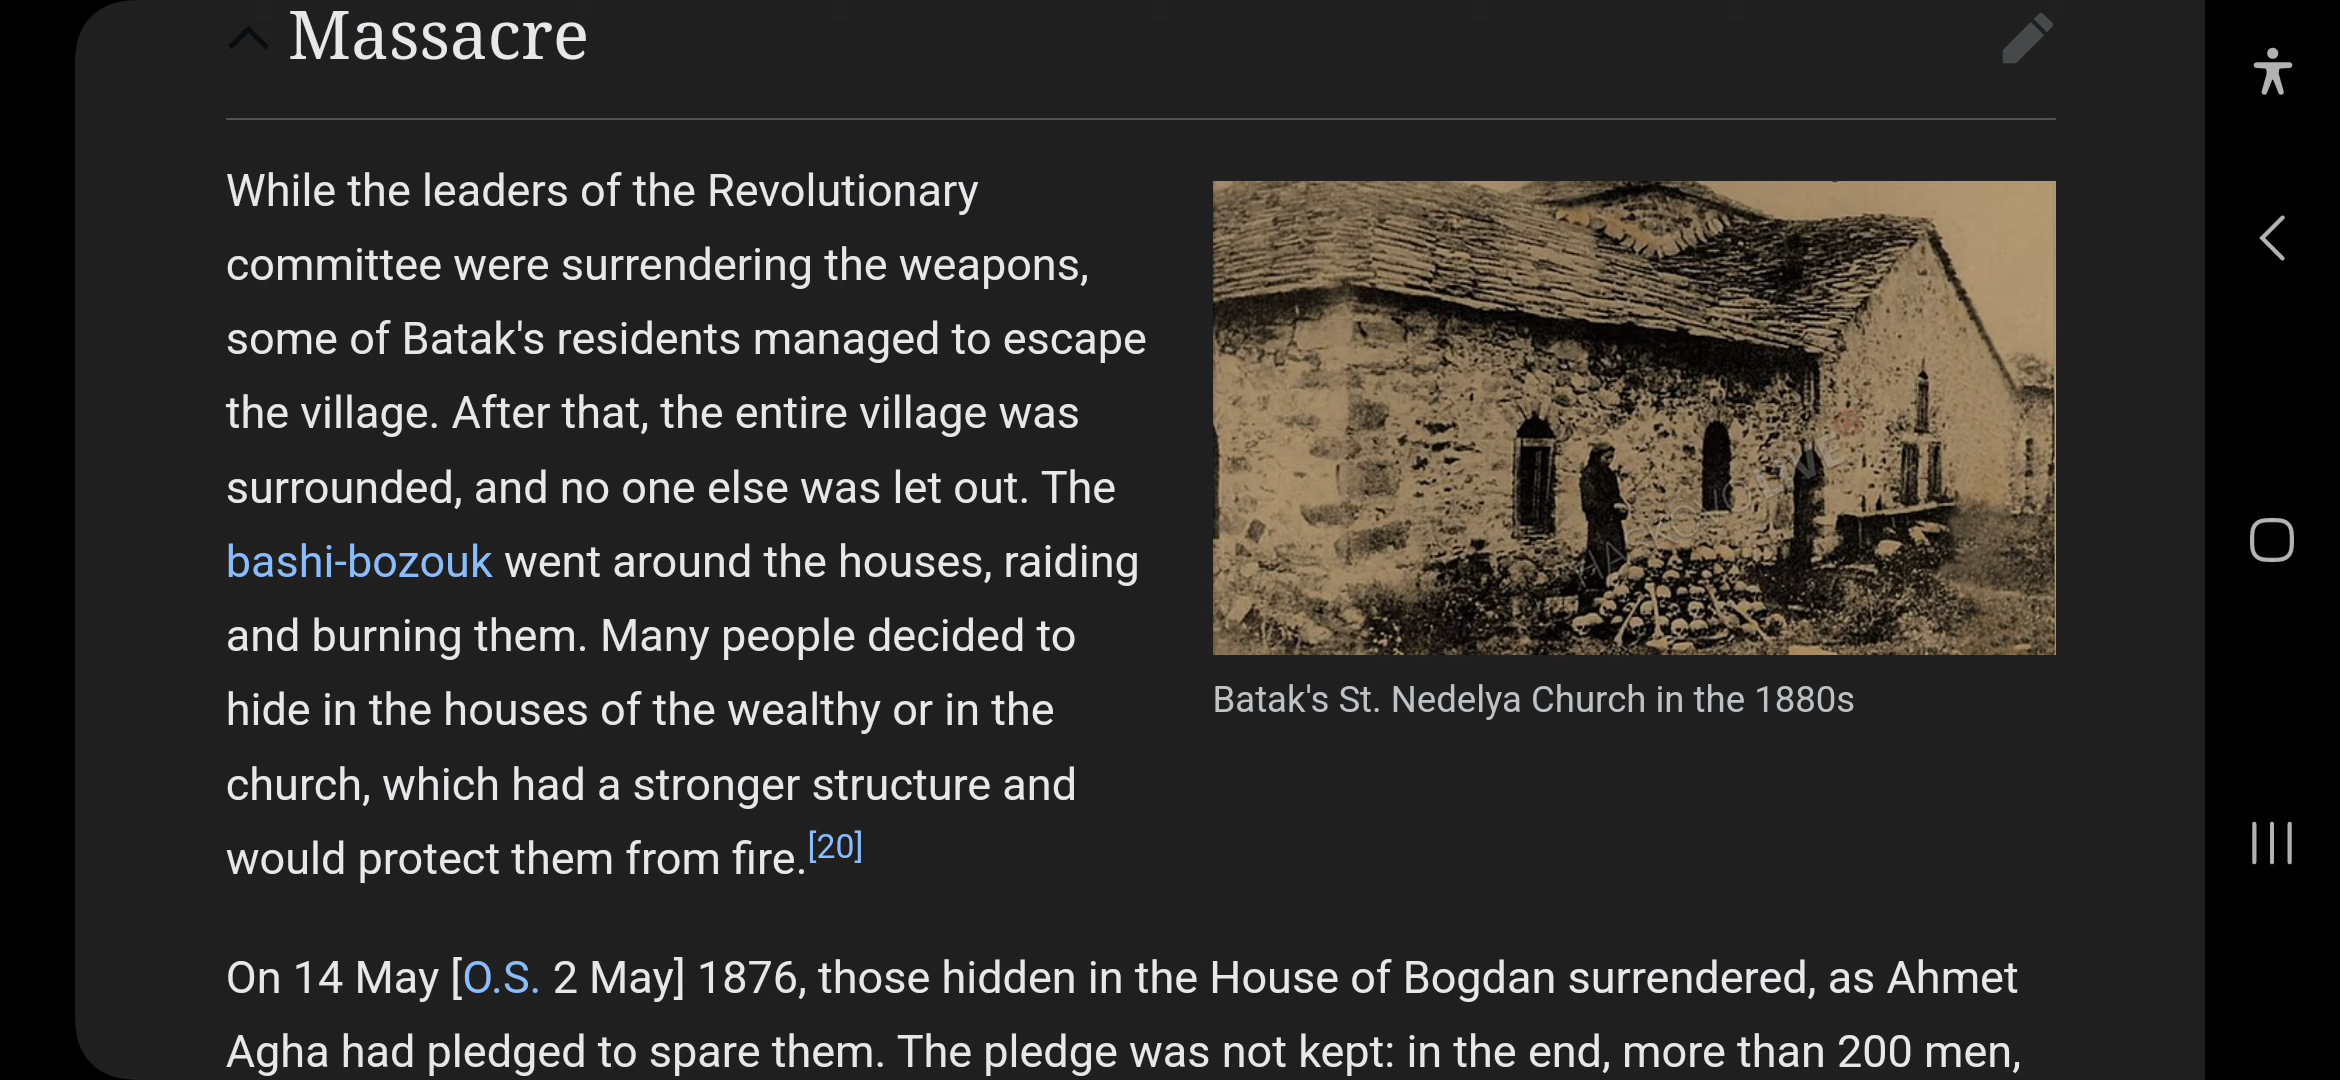 Massacre
While the leaders of the Revolutionary
committee were surrendering the weapons,
some of Batak's residents managed to escape
the village. After that, the entire village was
surrounded, and no one else was let out. The
bashi-bozouk went around the houses, raiding
and burning them. Many people decided to
hide in the houses of the wealthy or in the
church, which had a stronger structure and
would protect them from fire.[20]
Batak's St. Nedelya Church in the 1880s
On 14 May [O.S. 2 May] 1876, those hidden in the House of Bogdan surrendered, as Ahmet
Agha had pledged to spare them. The pledge was not kept: in the end, more than 200 men,